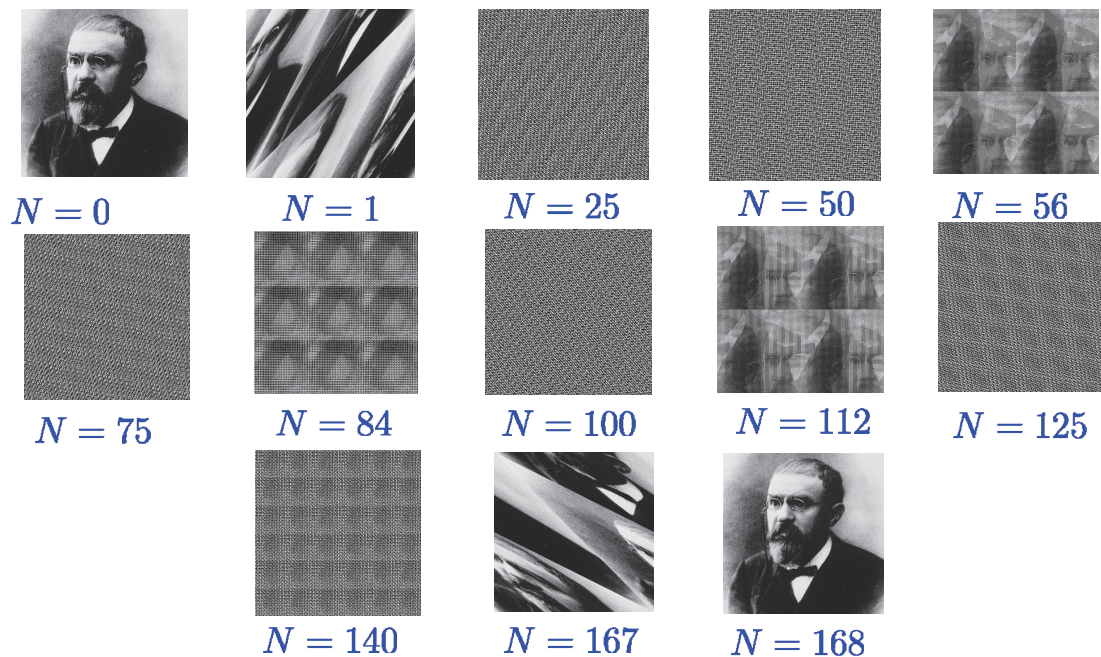 N = 0
N = 1
N = 25
N = 50
N = 56
N = 75
N = 84
N = 100
N = 112
N = 125
N = 140
N = 167
N = 168